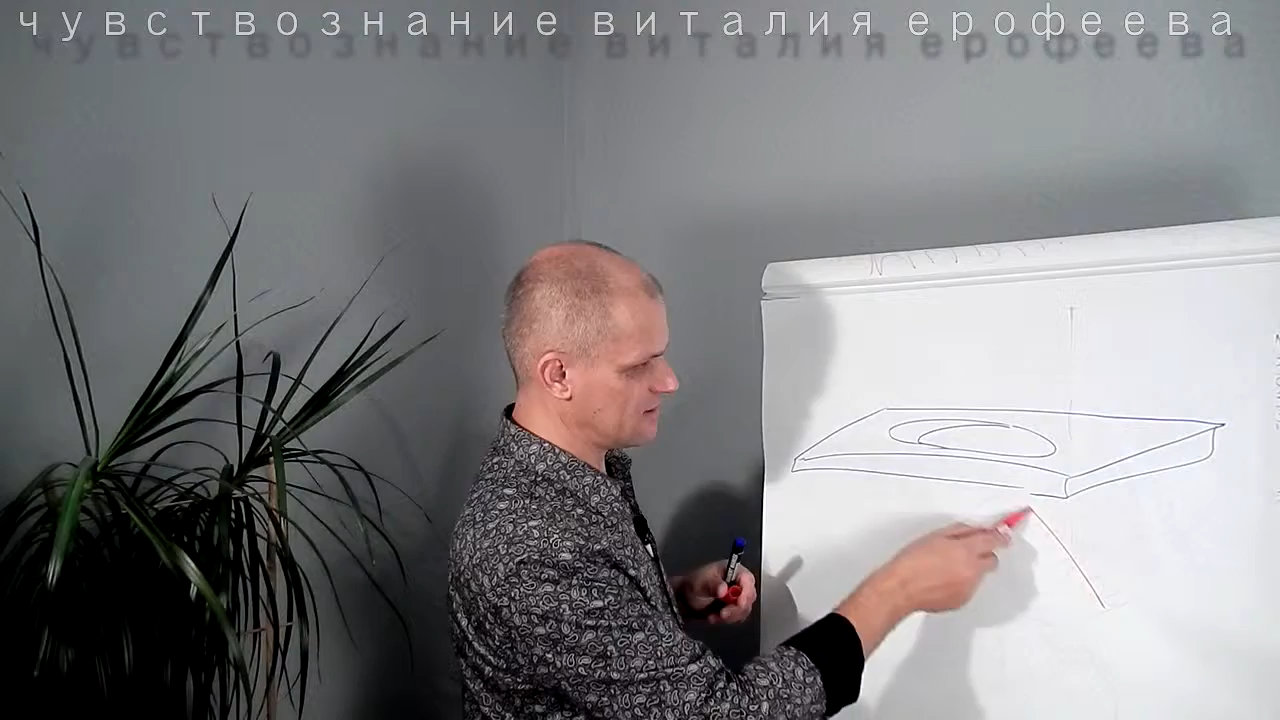 чувствознание виталия ерофеева